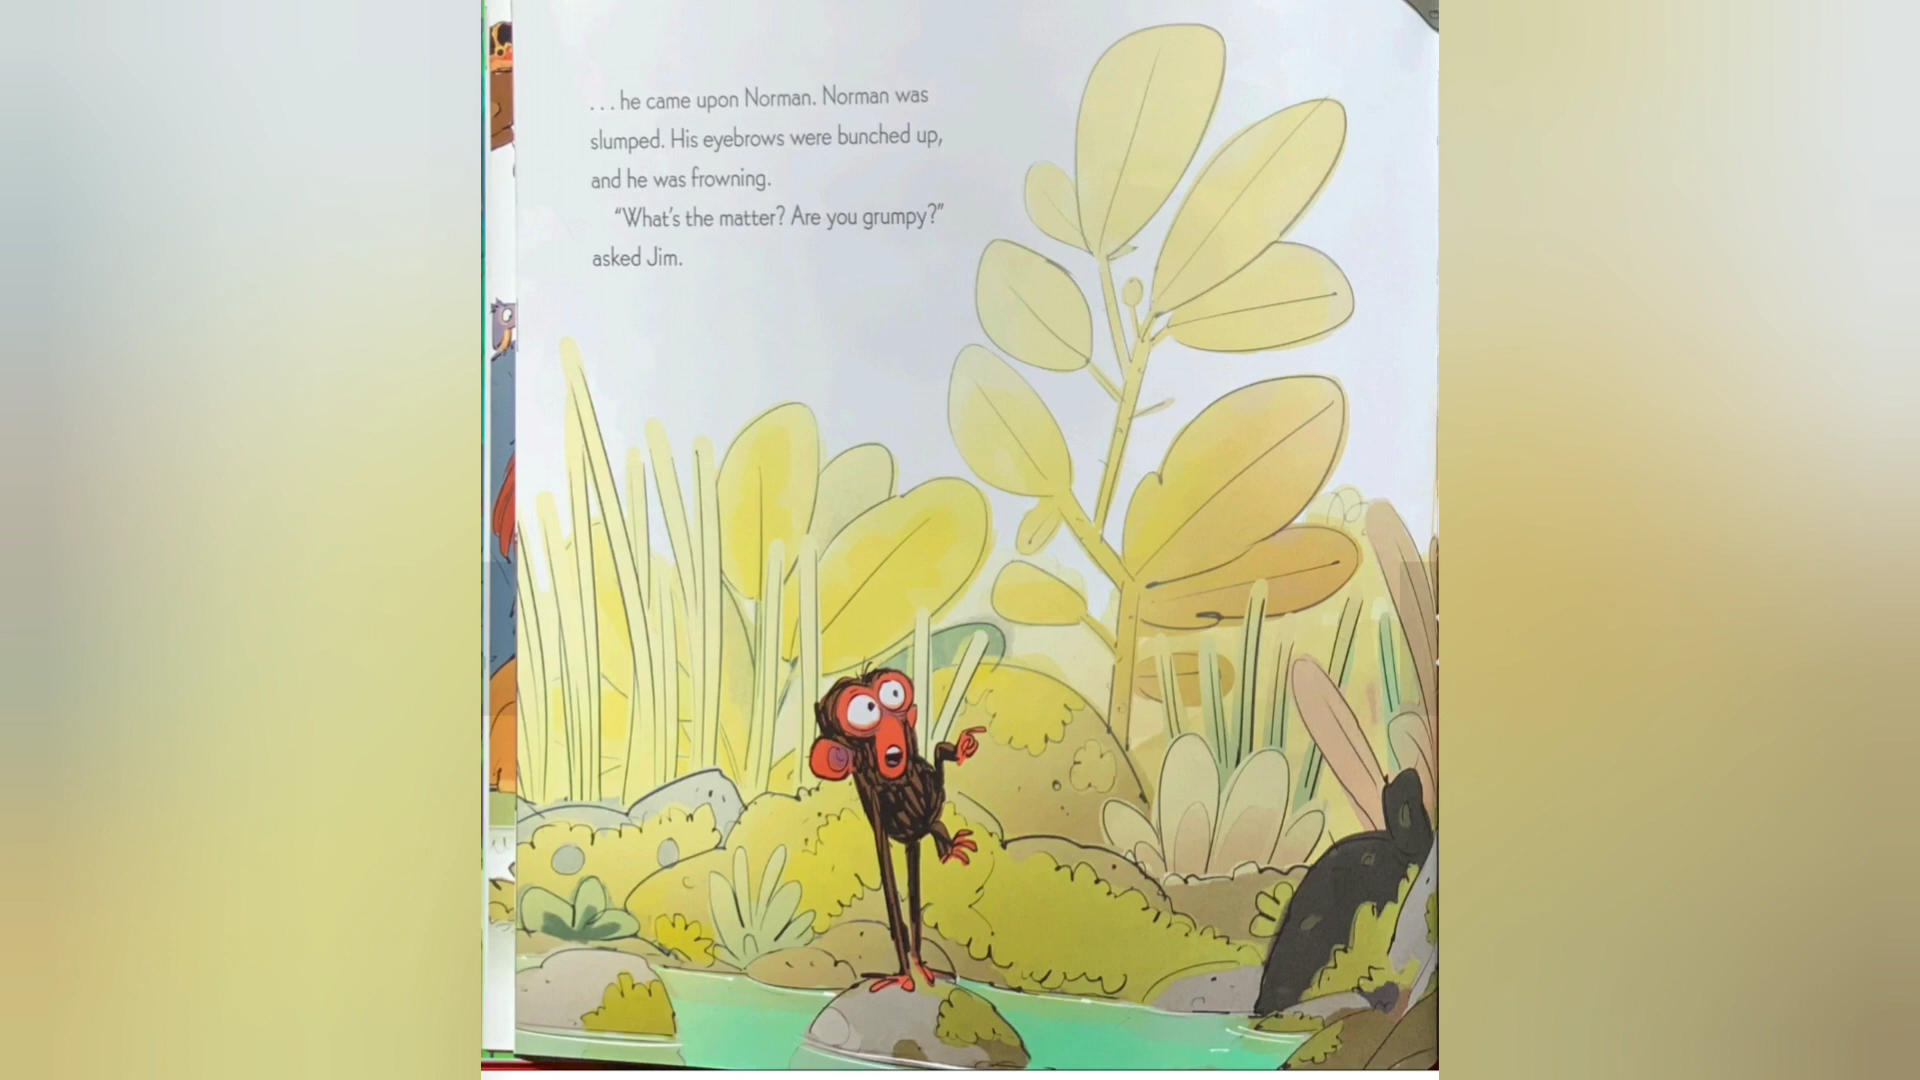 . . . he came upon Norman. Norman was
slumped. His eyebrows were bunched up,
and he was frowning.
“What’s the matter? Are you grumpy?”
asked Jim.